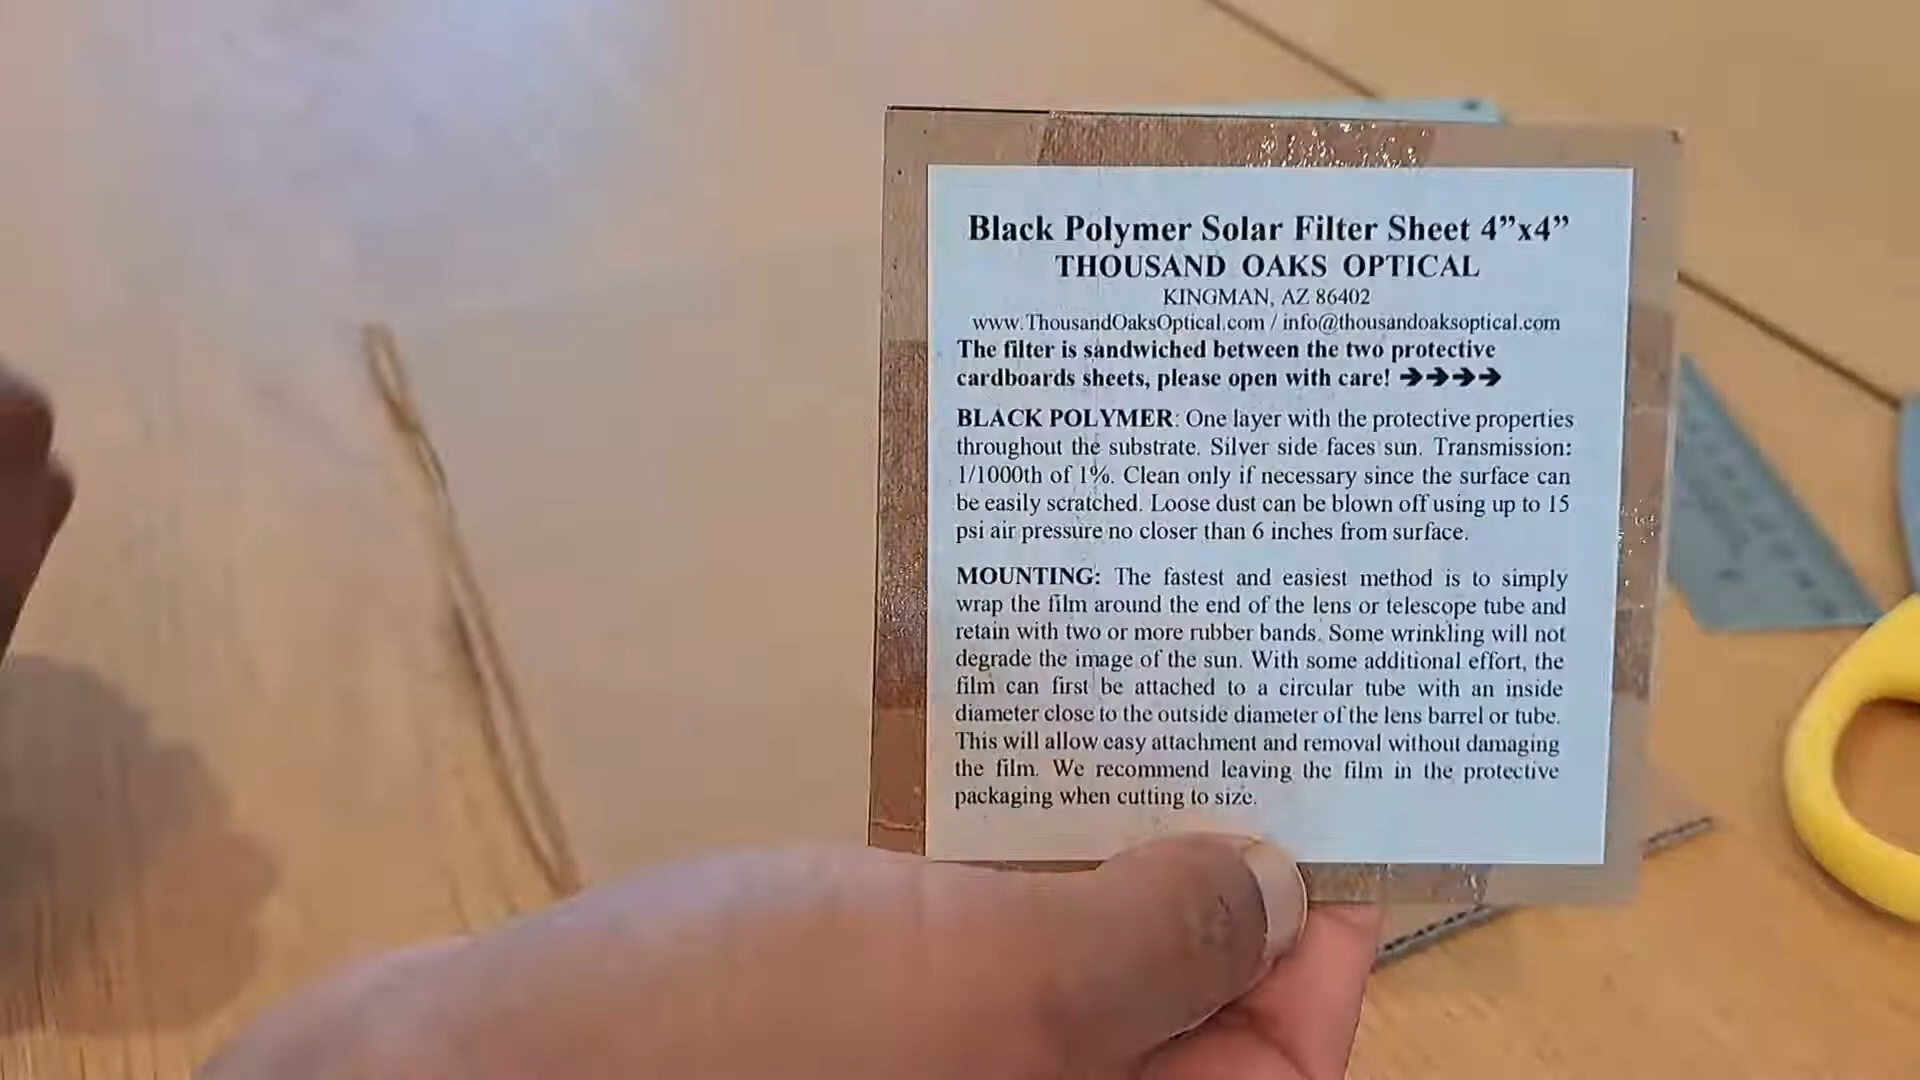 Black Polymer Solar Filter Sheet 4”x4”
THOUSAND OAKS OPTICAL
KINGMAN, AZ 86402
www.ThousandOaksOptical.com / info@thousandoaksoptical.com
The filter is sandwiched between the two protective
cardboards sheets, please open with care! ➔➔➔➔
BLACK POLYMER: One layer with the protective properties
throughout the substrate. Silver side faces sun. Transmission:
1/1000th of 1%. Clean only if necessary since the surface can
be easily scratched. Loose dust can be blown off using up to 15
psi air pressure no closer than 6 inches from surface.
MOUNTING: The fastest and easiest method is to simply
wrap the film around the end of the lens or telescope tube and
retain with two or more rubber bands. Some wrinkling will not
degrade the image of the sun. With some additional effort, the
film can first be attached to a circular tube with an inside
diameter close to the outside diameter of the lens barrel or tube.
This will allow easy attachment and removal without damaging
the film. We recommend leaving the film in the protective
packaging when cutting to size.